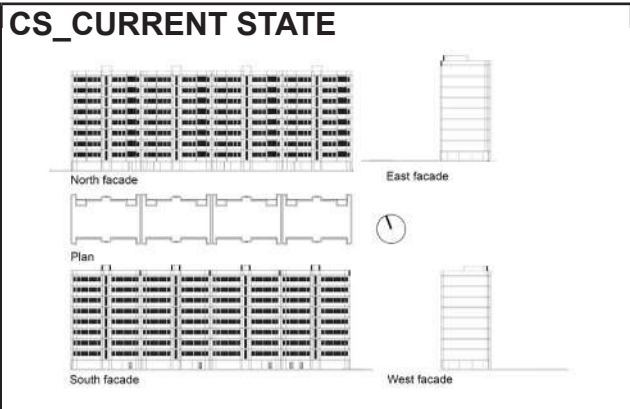 CS_CURRENT STATE
North facade
East facade
Plan
South facade
West facade